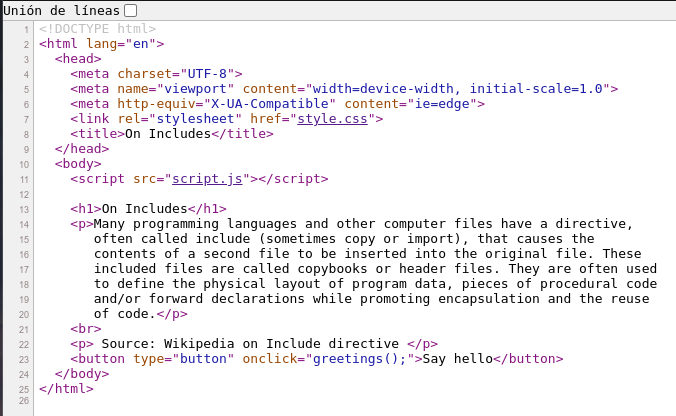 Unión de líneas
1 <!DOCTYPE html>
2 <html lang="en">
3   <head>
4     <meta charset="UTF-8">
5     <meta name="viewport" content="width=device-width, initial-scale=1.0">
6     <meta http-equiv="X-UA-Compatible" content="ie=edge">
7     <link rel="stylesheet" href="style.css">
8     <title>On Includes</title>
9   </head>
10   <body>
11     <script src="script.js"></script>
12
13     <h1>On Includes</h1>
14     <p>Many programming languages and other computer files have a directive,
15        often called include (sometimes copy or import), that causes the
16        contents of a second file to be inserted into the original file. These
17        included files are called copybooks or header files. They are often used
18        to define the physical layout of program data, pieces of procedural code
19        and/or forward declarations while promoting encapsulation and the reuse
20        of code.</p>
21     <br>
22     <p> Source: Wikipedia on Include directive </p>
23     <button type="button" onclick="greetings();">Say hello</button>
24   </body>
25 </html>
26